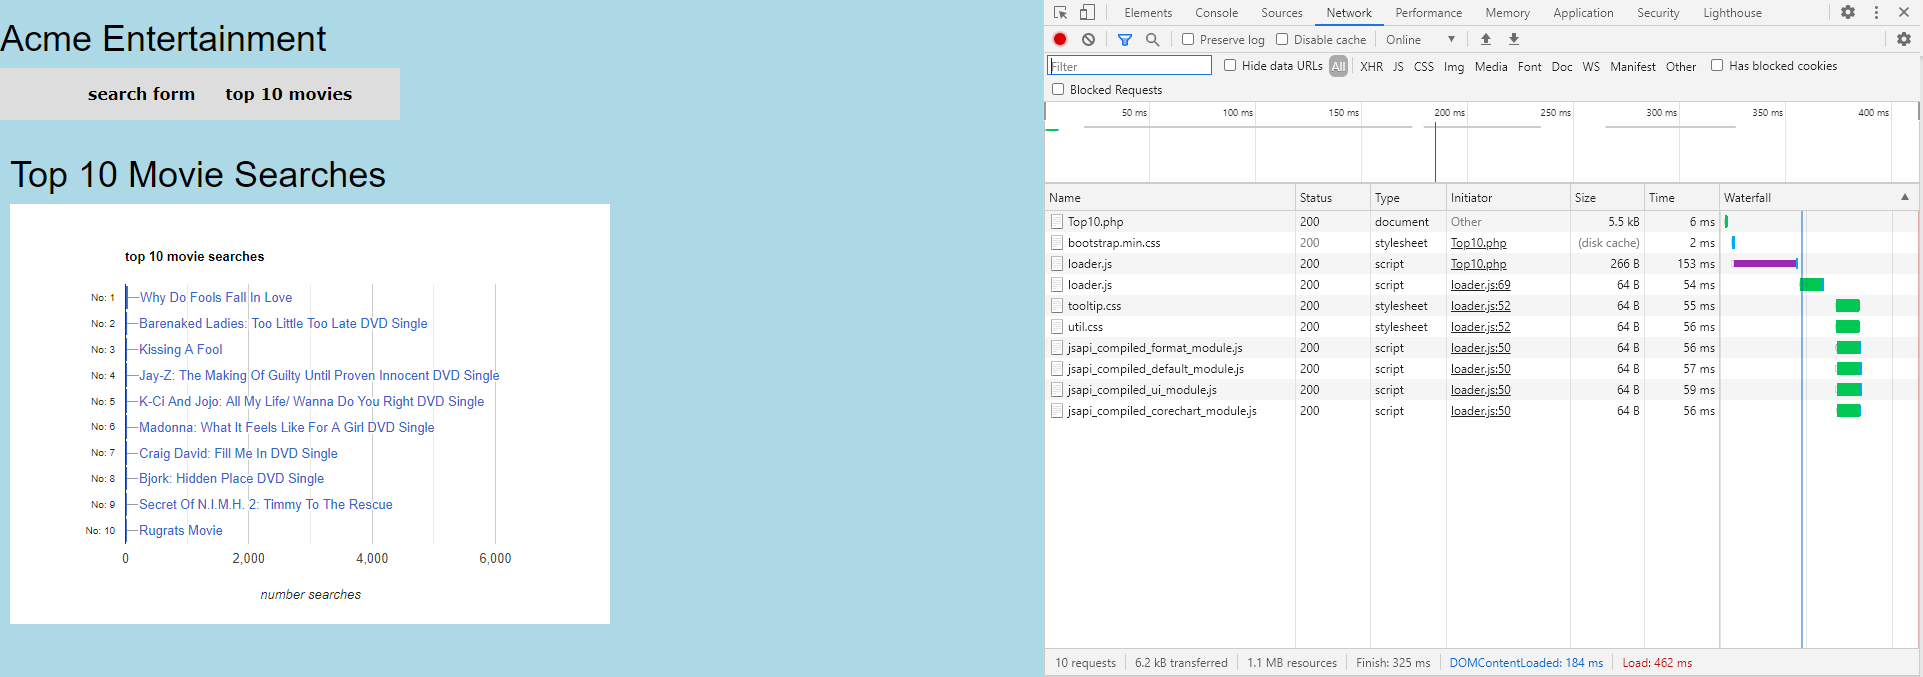 Acme Entertainment
search form top 10 movies
Top 10 Movie Searches
top 10 movie searches
No: 1 Why Do Fools Fall In Love
No: 2 Barenaked Ladies: Too Little Too Late DVD Single
No: 3 Kissing A Fool
No: 4 Jay-Z: The Making Of Guilty Until Proven Innocent DVD Single
No: 5 K-Ci And Jojo: All My Life/ Wanna Do You Right DVD Single
No: 6 Madonna: What It Feels Like For A Girl DVD Single
No: 7 Craig David: Fill Me In DVD Single
No: 8 Bjork: Hidden Place DVD Single
No: 9 Secret Of N.I.M.H. 2: Timmy To The Rescue
No: 10 Rugrats Movie
0 2,000 4,000 6,000
number searches
Elements Console Sources Network Performance Memory Application Security Lighthouse
Preserve log Disable cache Online
Filter Hide data URLs All XHR JS CSS Img Media Font Doc WS Manifest Other Has blocked cookies
Blocked Requests
50 ms 100 ms 150 ms 200 ms 250 ms 300 ms 350 ms 400 ms
Name Status Type Initiator Size Time Waterfall
Top10.php 200 document Other 5.5 kB 6 ms
bootstrap.min.css 200 stylesheet Top10.php (disk cache) 2 ms
loader.js 200 script Top10.php 266 B 153 ms
loader.js 200 script loader.js:69 64 B 54 ms
tooltip.css 200 stylesheet loader.js:52 64 B 55 ms
util.css 200 stylesheet loader.js:52 64 B 56 ms
jsapi_compiled_format_module.js 200 script loader.js:50 64 B 56 ms
jsapi_compiled_default_module.js 200 script loader.js:50 64 B 57 ms
jsapi_compiled_ui_module.js 200 script loader.js:50 64 B 59 ms
jsapi_compiled_corechart_module.js 200 script loader.js:50 64 B 56 ms
10 requests 6.2 kB transferred 1.1 MB resources Finish: 325 ms DOMContentLoaded: 184 ms Load: 462 ms